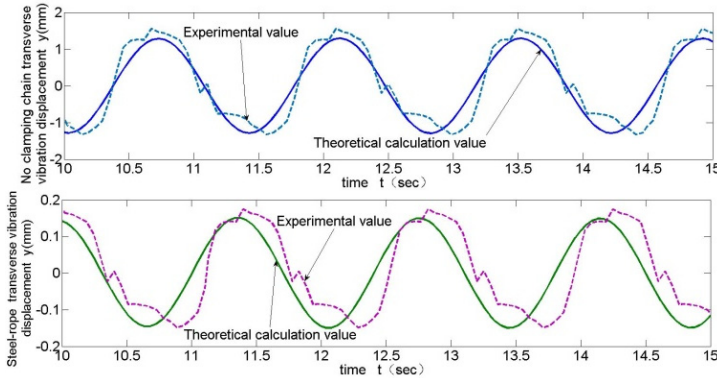 No clamping chain transverse
vibration displacement y(mm)
2
1
0
-1
-2
Experimental value
Theoretical calculation value
10 10.5 11 11.5 12 12.5 13 13.5 14 14.5 15
time t（sec）
Steel-rope transverse vibration
displacement y(mm)
0.2
0.1
0
-0.1
-0.2
Experimental value
Theoretical calculation value
10 10.5 11 11.5 12 12.5 13 13.5 14 14.5 15
time t（sec）